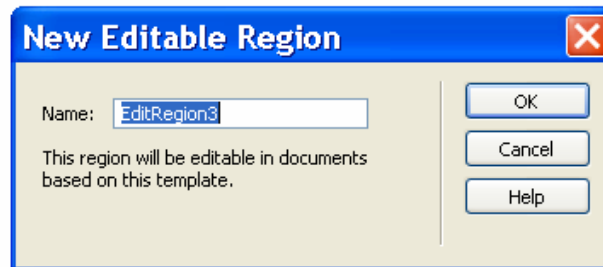 New Editable Region
Name: EditRegion3
OK
This region will be editable in documents
based on this template.
Cancel
Help